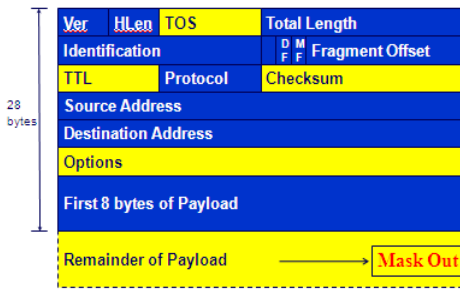 Ver HLen TOS Total Length
Identification D F M F Fragment Offset
TTL Protocol Checksum
Source Address
28 bytes
Destination Address
Options
First 8 bytes of Payload
Remainder of Payload Mask Out